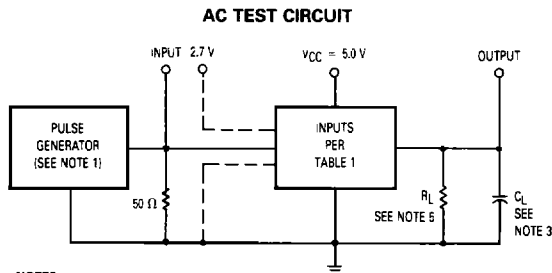 AC TEST CIRCUIT
INPUT 2.7 V
VCC = 5.0 V
OUTPUT
PULSE
GENERATOR
(SEE NOTE 1)
INPUTS
PER
TABLE 1
50 Ω
RL
SEE NOTE 5
CL
SEE
NOTE 3